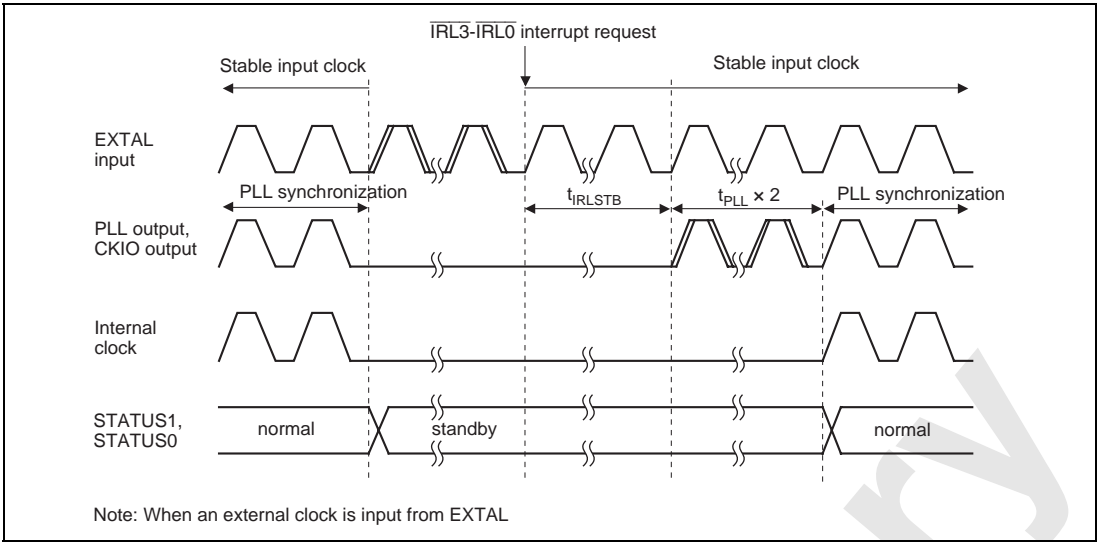 IRL3-IRL0 interrupt request
Stable input clock
Stable input clock
EXTAL
input
PLL synchronization
tIRLSTB
tPLL × 2
PLL synchronization
PLL output,
CKIO output
Internal
clock
STATUS1,
STATUS0
normal
standby
normal
Note: When an external clock is input from EXTAL